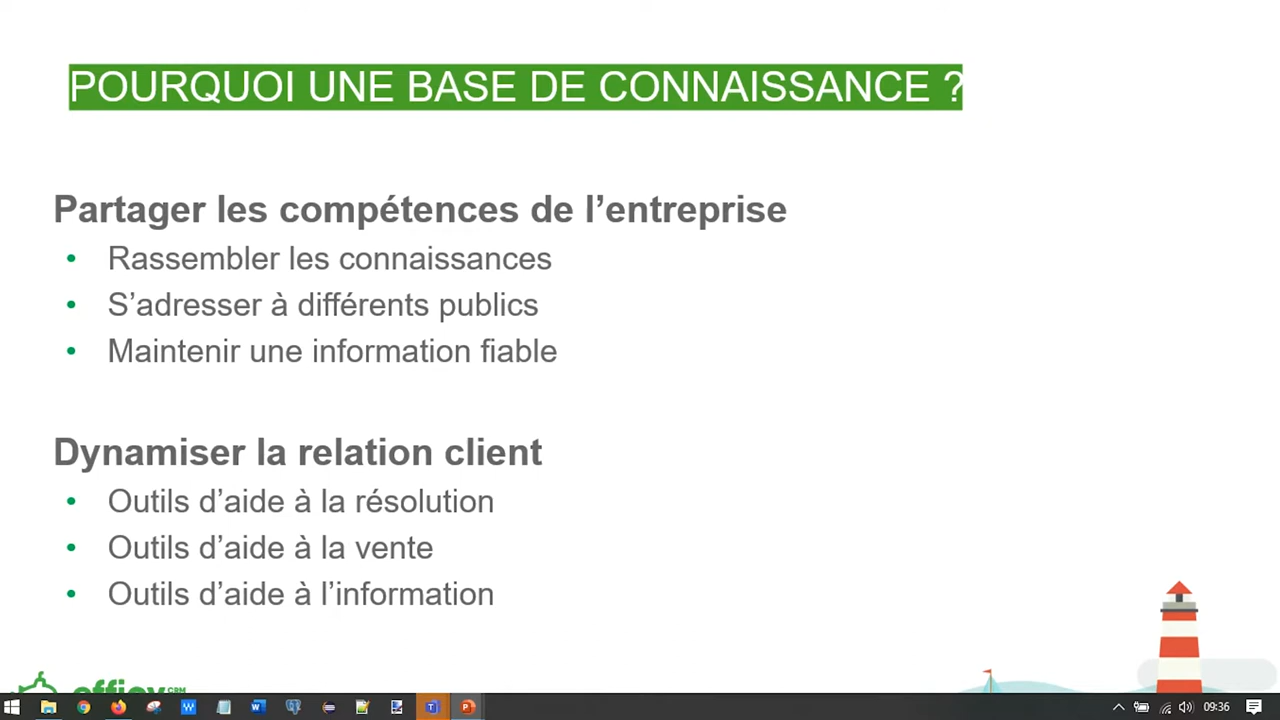 POURQUOI UNE BASE DE CONNAISSANCE ?
Partager les compétences de l’entreprise
• Rassembler les connaissances
• S’adresser à différents publics
• Maintenir une information fiable
Dynamiser la relation client
• Outils d’aide à la résolution
• Outils d’aide à la vente
• Outils d’aide à l’information
CRM
09:36